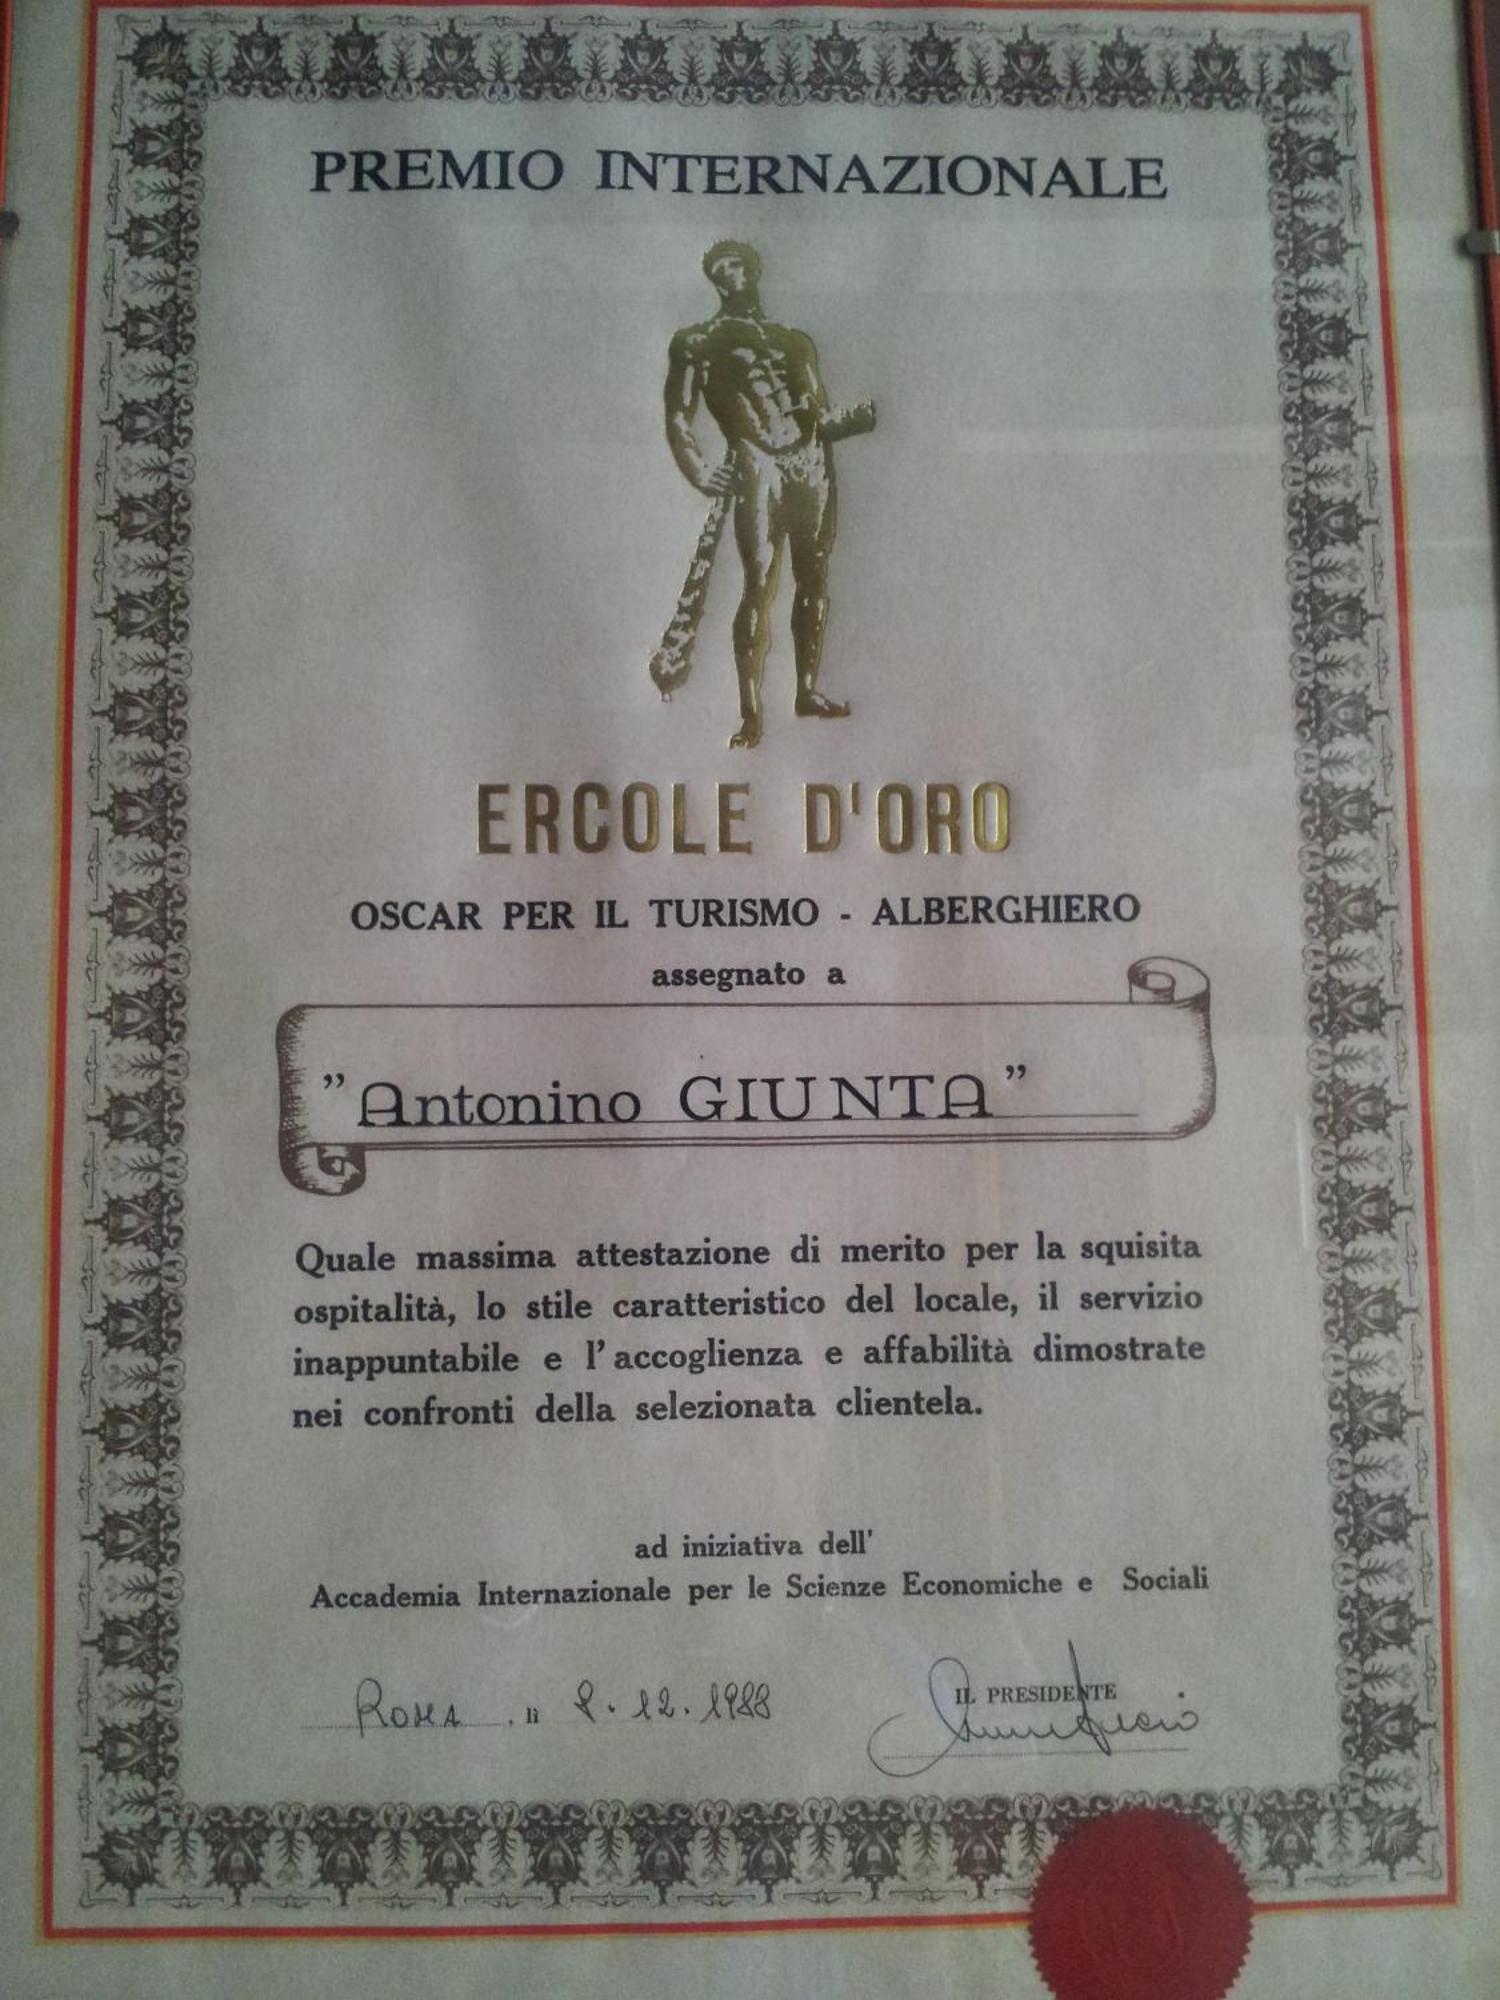 PREMIO INTERNAZIONALE
ERCOLE D'ORO
OSCAR PER IL TURISMO - ALBERGHIERO
assegnato a
"Antonino GIUNTA"
Quale massima attestazione di merito per la squisita
ospitalità, lo stile caratteristico del locale, il servizio
inappuntabile e l'accoglienza e affabilità dimostrate
nei confronti della selezionata clientela.
ad iniziativa dell'
Accademia Internazionale per le Scienze Economiche e Sociali
Roma, lì 12.1988
IL PRESIDENTE